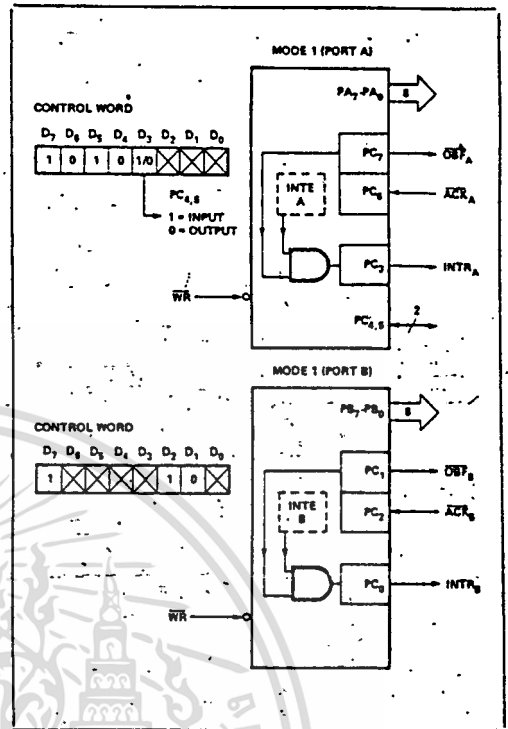 MODE 1 (PORT A)
PA7-PA0
8
CONTROL WORD
D7 D6 D5 D4 D3 D2 D1 D0
1 0 1 0 1/0
PC4,5
1 = INPUT
0 = OUTPUT
INTE
A
PC7
OBFA
PC6
ACKA
PC3
INTRA
WR
PC4,5
2
MODE 1 (PORT B)
PB7-PB0
8
CONTROL WORD
D7 D6 D5 D4 D3 D2 D1 D0
1 1 0
INTE
B
PC1
OBFB
PC2
ACKB
PC0
INTRB
WR